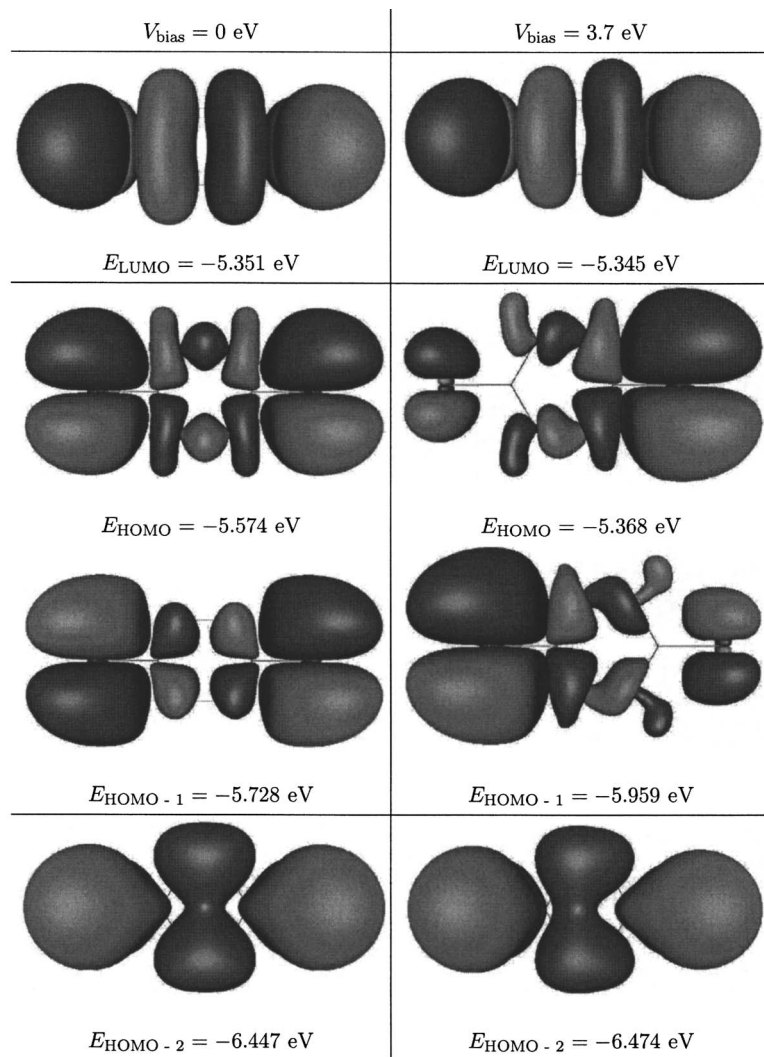 V_bias = 0 eV V_bias = 3.7 eV
E_LUMO = −5.351 eV E_LUMO = −5.345 eV
E_HOMO = −5.574 eV E_HOMO = −5.368 eV
E_HOMO - 1 = −5.728 eV E_HOMO - 1 = −5.959 eV
E_HOMO - 2 = −6.447 eV E_HOMO - 2 = −6.474 eV